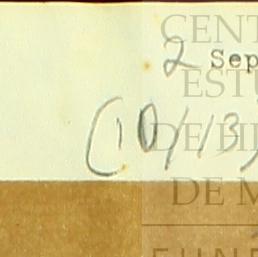 CENT
2 Sep
ESTU
(10/13,
DE HI
DE M
FUND